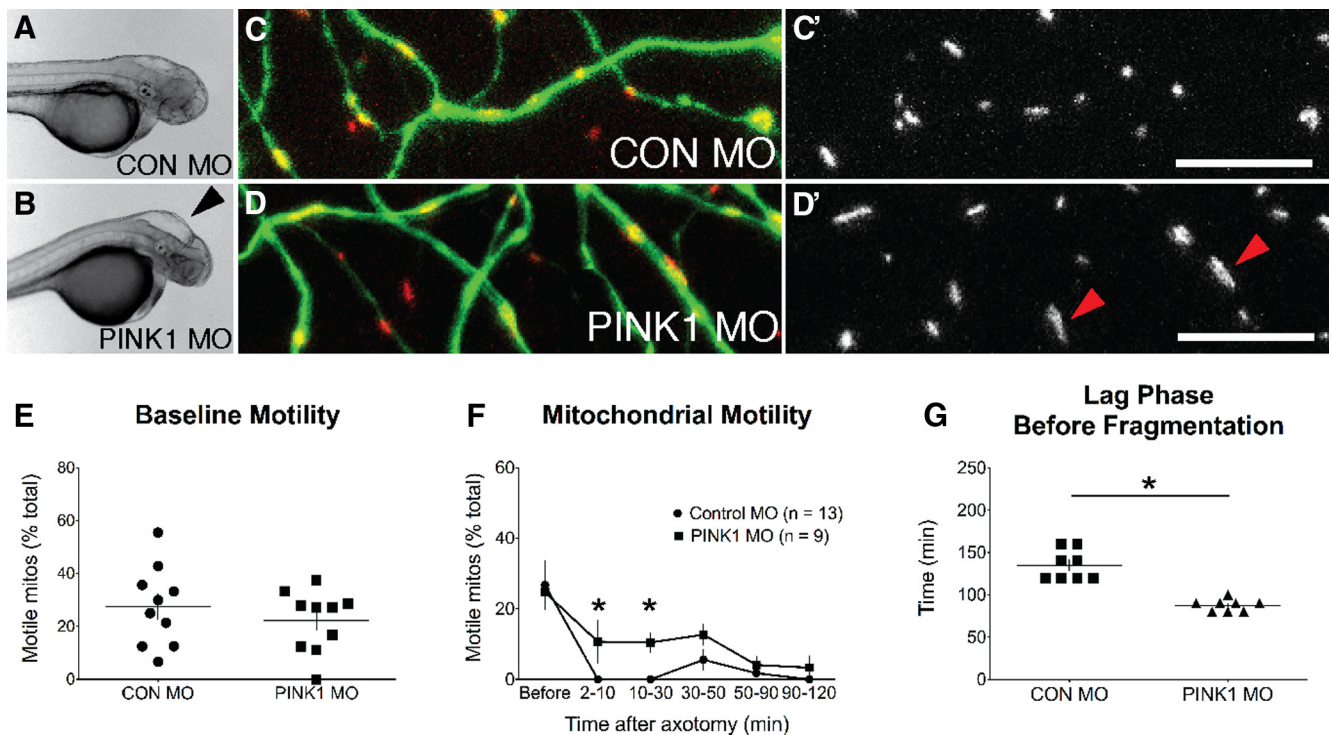 A
CON MO
B
PINK1 MO
C
CON MO
C'
D
PINK1 MO
D'
E
Baseline Motility
Motile mitos (% total)
80
60
40
20
0
CON MO
PINK1 MO
F
Mitochondrial Motility
Motile mitos (% total)
60
40
20
0
Control MO (n = 13)
PINK1 MO (n = 9)
*
*
Before
2-10
10-30
30-50
50-90
90-120
Time after axotomy (min)
G
Lag Phase
Before Fragmentation
Time (min)
250
200
150
100
50
0
*
CON MO
PINK1 MO